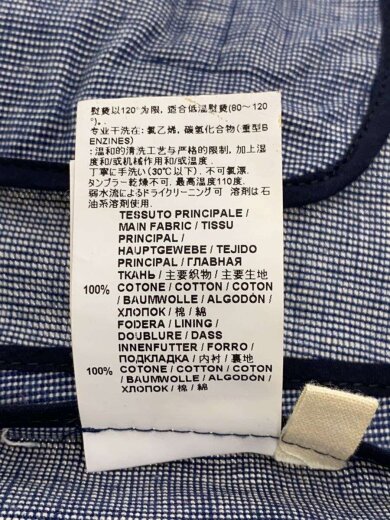 熨燙以120°为限, 适合低温熨燙(80～120
°).
专业干洗在: 氯乙烯, 碳氢化合物 (重型B
ENZINES)
: 温和的清洗工艺与严格的限制, 加上湿
度和/或机械作用和/或温度.
丁寧に手洗い (30℃以下). 不可氯漂.
タンブラー乾燥不可. 最高温度110度.
弱水流によるドライクリーニング可 溶剤は石
油系溶剤使用.
TESSUTO PRINCIPALE /
MAIN FABRIC / TISSU
PRINCIPAL /
HAUPTGEWEBE / TEJIDO
PRINCIPAL / ГЛАВНАЯ
ТКАНЬ / 主要織物 / 主要生地
100% COTONE / COTTON / COTON
/ BAUMWOLLE / ALGODÓN /
ХЛОПОК / 棉 / 綿
FODERA / LINING /
DOUBLURE / DASS
INNENFUTTER / FORRO /
ПОДКЛАДКА / 内衬 / 裏地
100% COTONE / COTTON / COTON
/ BAUMWOLLE / ALGODÓN /
ХЛОПОК / 棉 / 綿